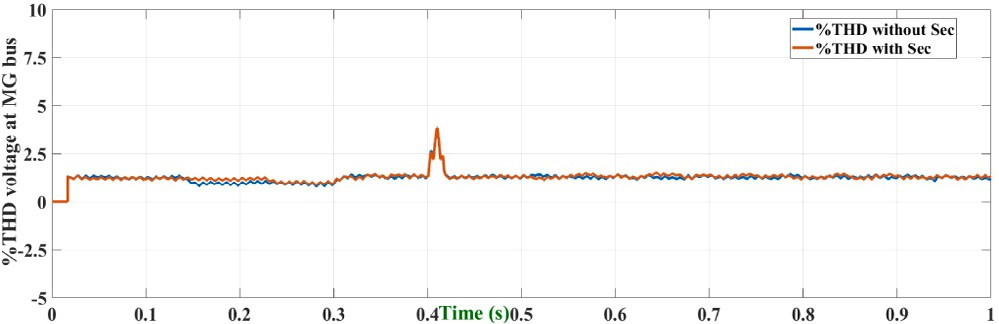 %THD voltage at MG bus
10
7.5
5
2.5
0
-2.5
-5
%THD without Sec
%THD with Sec
0 0.1 0.2 0.3 0.4 0.5 0.6 0.7 0.8 0.9 1
Time (s)